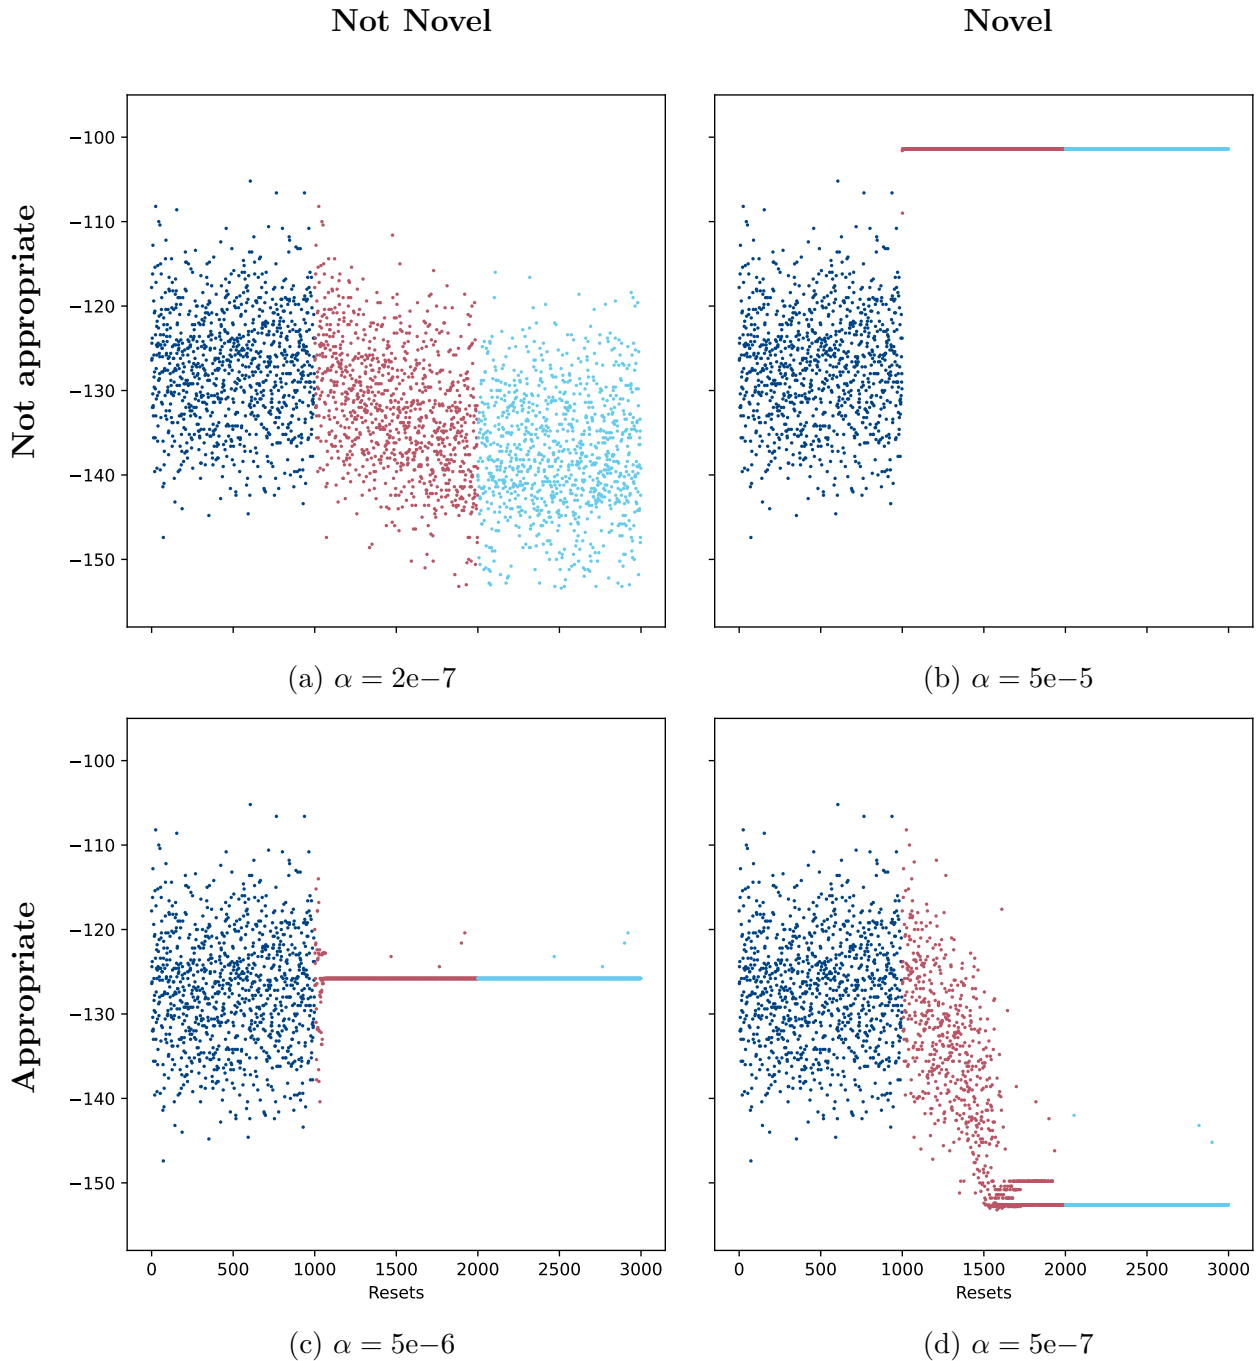 Not Novel
Novel
Not appropriate
−100
−110
−120
−130
−140
−150
(a) α = 2e−7
(b) α = 5e−5
Appropriate
−100
−110
−120
−130
−140
−150
0 500 1000 1500 2000 2500 3000
Resets
0 500 1000 1500 2000 2500 3000
Resets
(c) α = 5e−6
(d) α = 5e−7